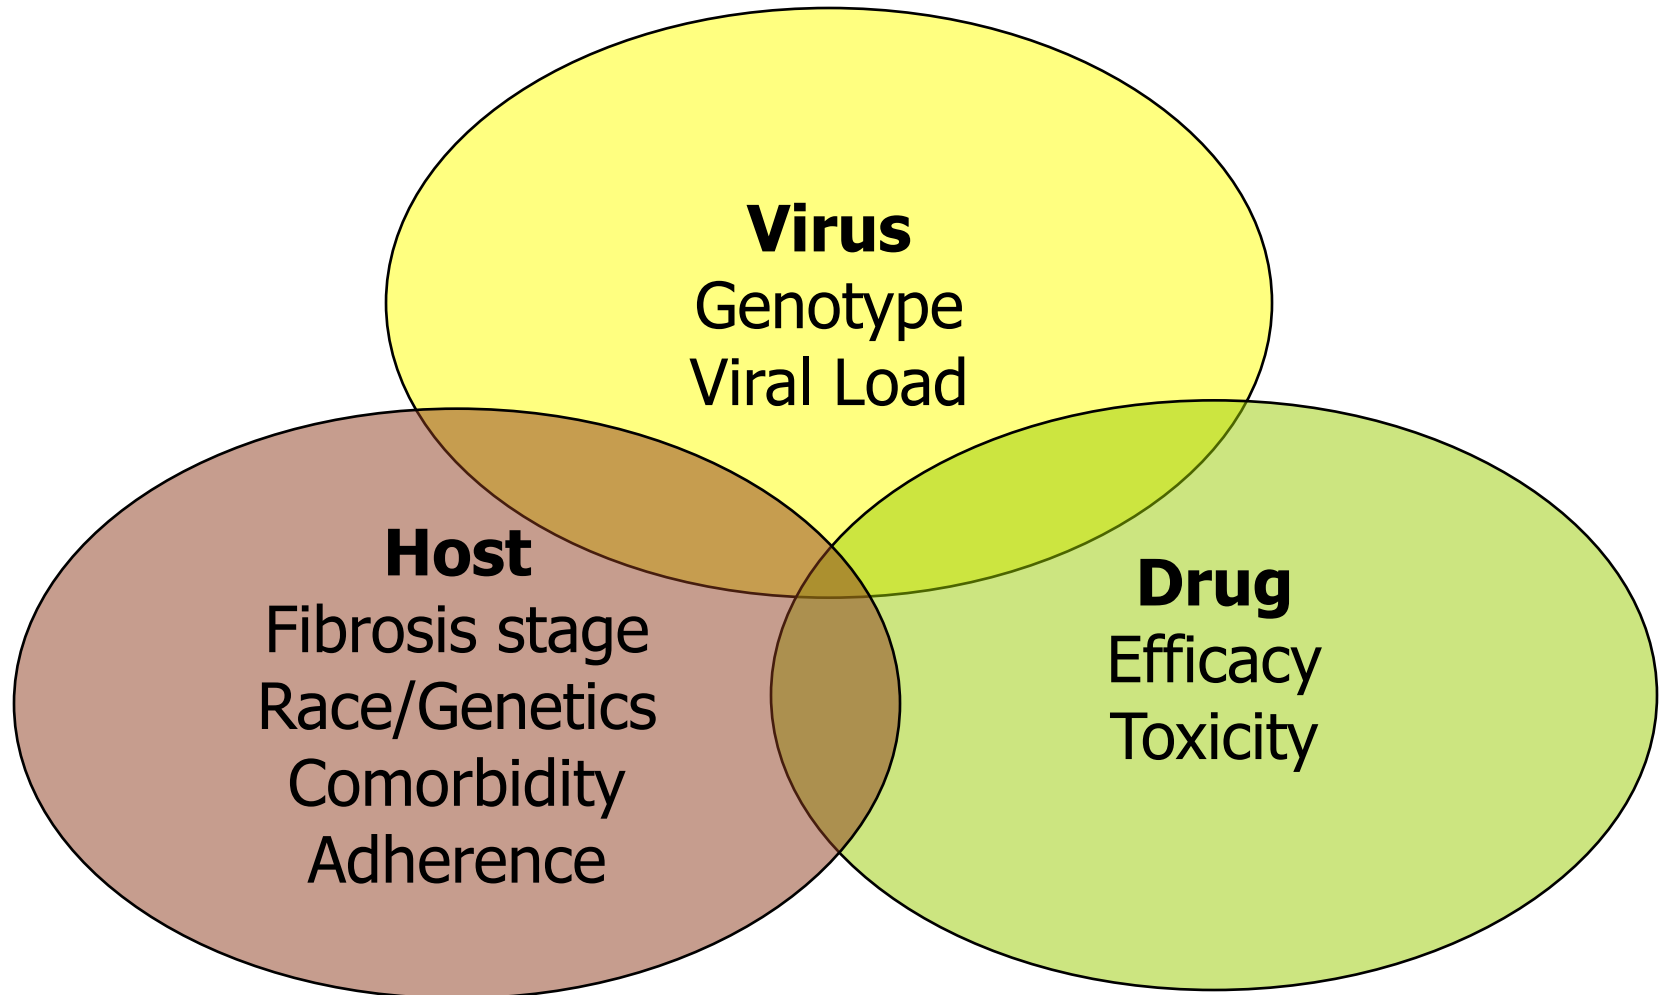 Virus
Genotype
Viral Load
Host
Fibrosis stage
Race/Genetics
Comorbidity
Adherence
Drug
Efficacy
Toxicity